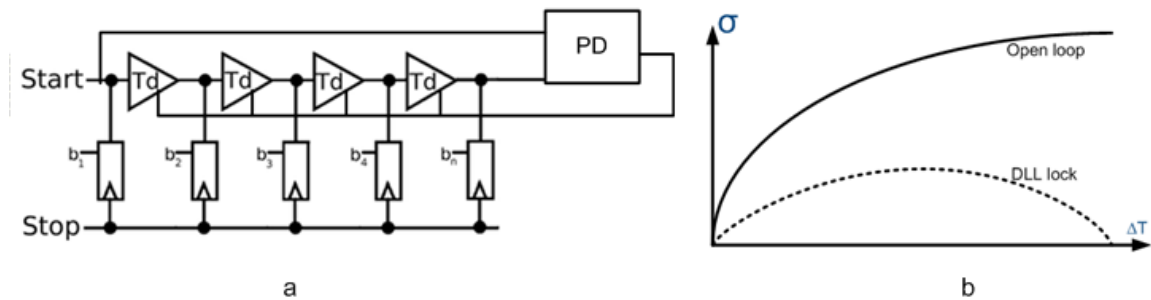 PD
Start
Td Td Td Td
b1 b2 b3 b4 bn
Stop
a
σ
Open loop
DLL lock
ΔT
b